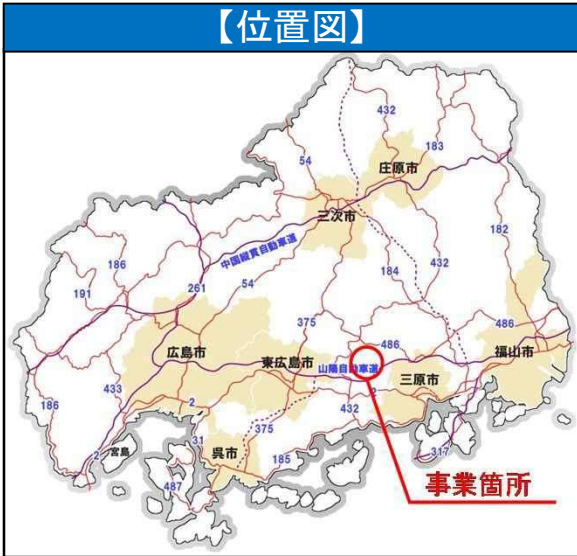 【位置図】
432
54
183
庄原市
三次市
182
中国縦貫自動車道
186
432
184
191
261
54
375
486
486
広島市
東広島市
山陽自動車道
福山市
三原市
433
2
2
186
432
375
31
317
2
宮島
呉市
185
487
事業箇所